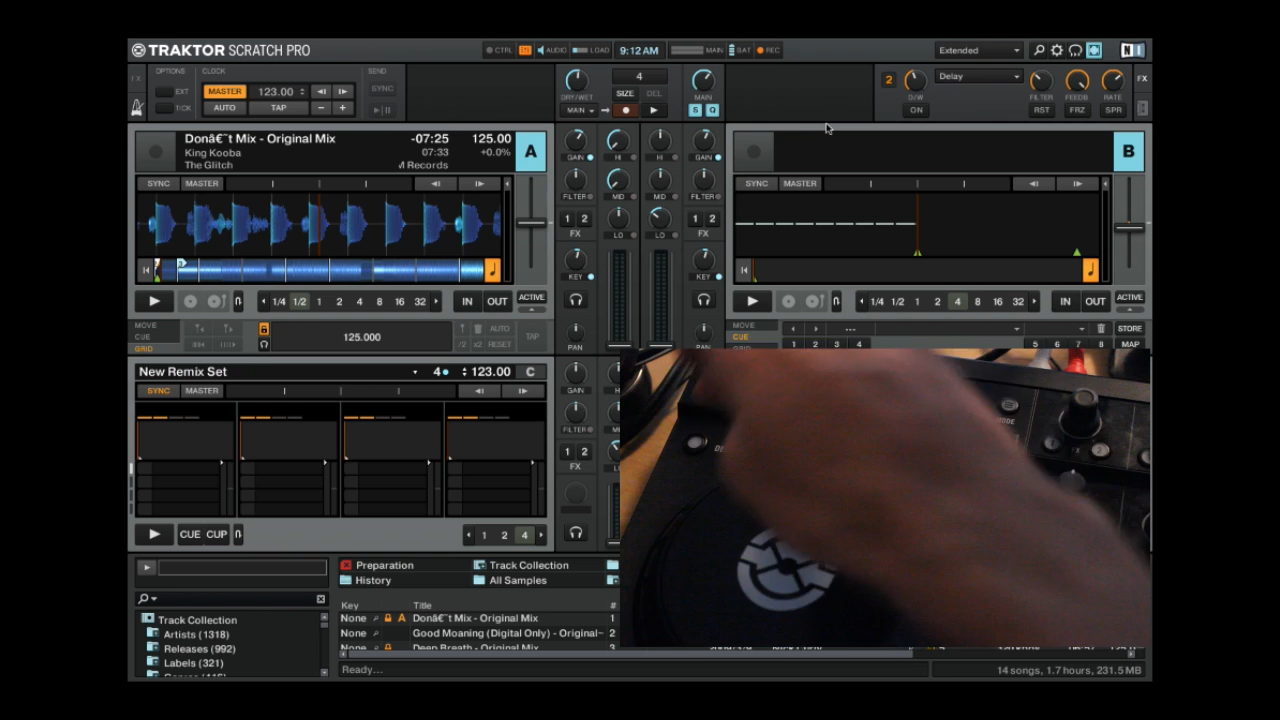 TRAKTOR SCRATCH PRO
CTRL AUDIO LOAD 9:12 AM MAIN BAT REC
Extended
OPTIONS CLOCK SEND
EXT MASTER 123.00 SYNC
TICK AUTO TAP − +
DRY/WET 4 MAIN
SIZE DEL
MAIN S Q
2 D/W Delay FILTER FEEDB. RATE FX
ON RST FRZ SPR
Donâ€˜t Mix - Original Mix -07:25 125.00 A
King Kooba 07:33 +0.0%
The Glitch Records
B
SYNC MASTER
SYNC MASTER
GAIN HI HI GAIN
FILTER MID FILTER
1 2 LO LO 1 2
FX FX
KEY KEY
PAN PAN
1/4 1/2 1 2 4 8 16 32 IN OUT ACTIVE
1/4 1/2 1 2 4 8 16 32 IN OUT ACTIVE
MOVE
CUE
GRID
125.000
AUTO
/2 x2 RESET
TAP
MOVE --- STORE
CUE 1 2 3 4 5 6 7 8 MAP
New Remix Set 4 123.00 C
SYNC MASTER
GAIN
FILTER
1 2
FX
CUE CUP 1 2 4
Preparation Track Collection
History All Samples
Key Title #
None A Donâ€˜t Mix - Original Mix 1
None Good Moaning (Digital Only) - Original~ 2
None Deep Breath - Original Mix 3
Track Collection
Artists (1318)
Releases (992)
Labels (321)
Ready...
14 songs, 1.7 hours, 231.5 MB